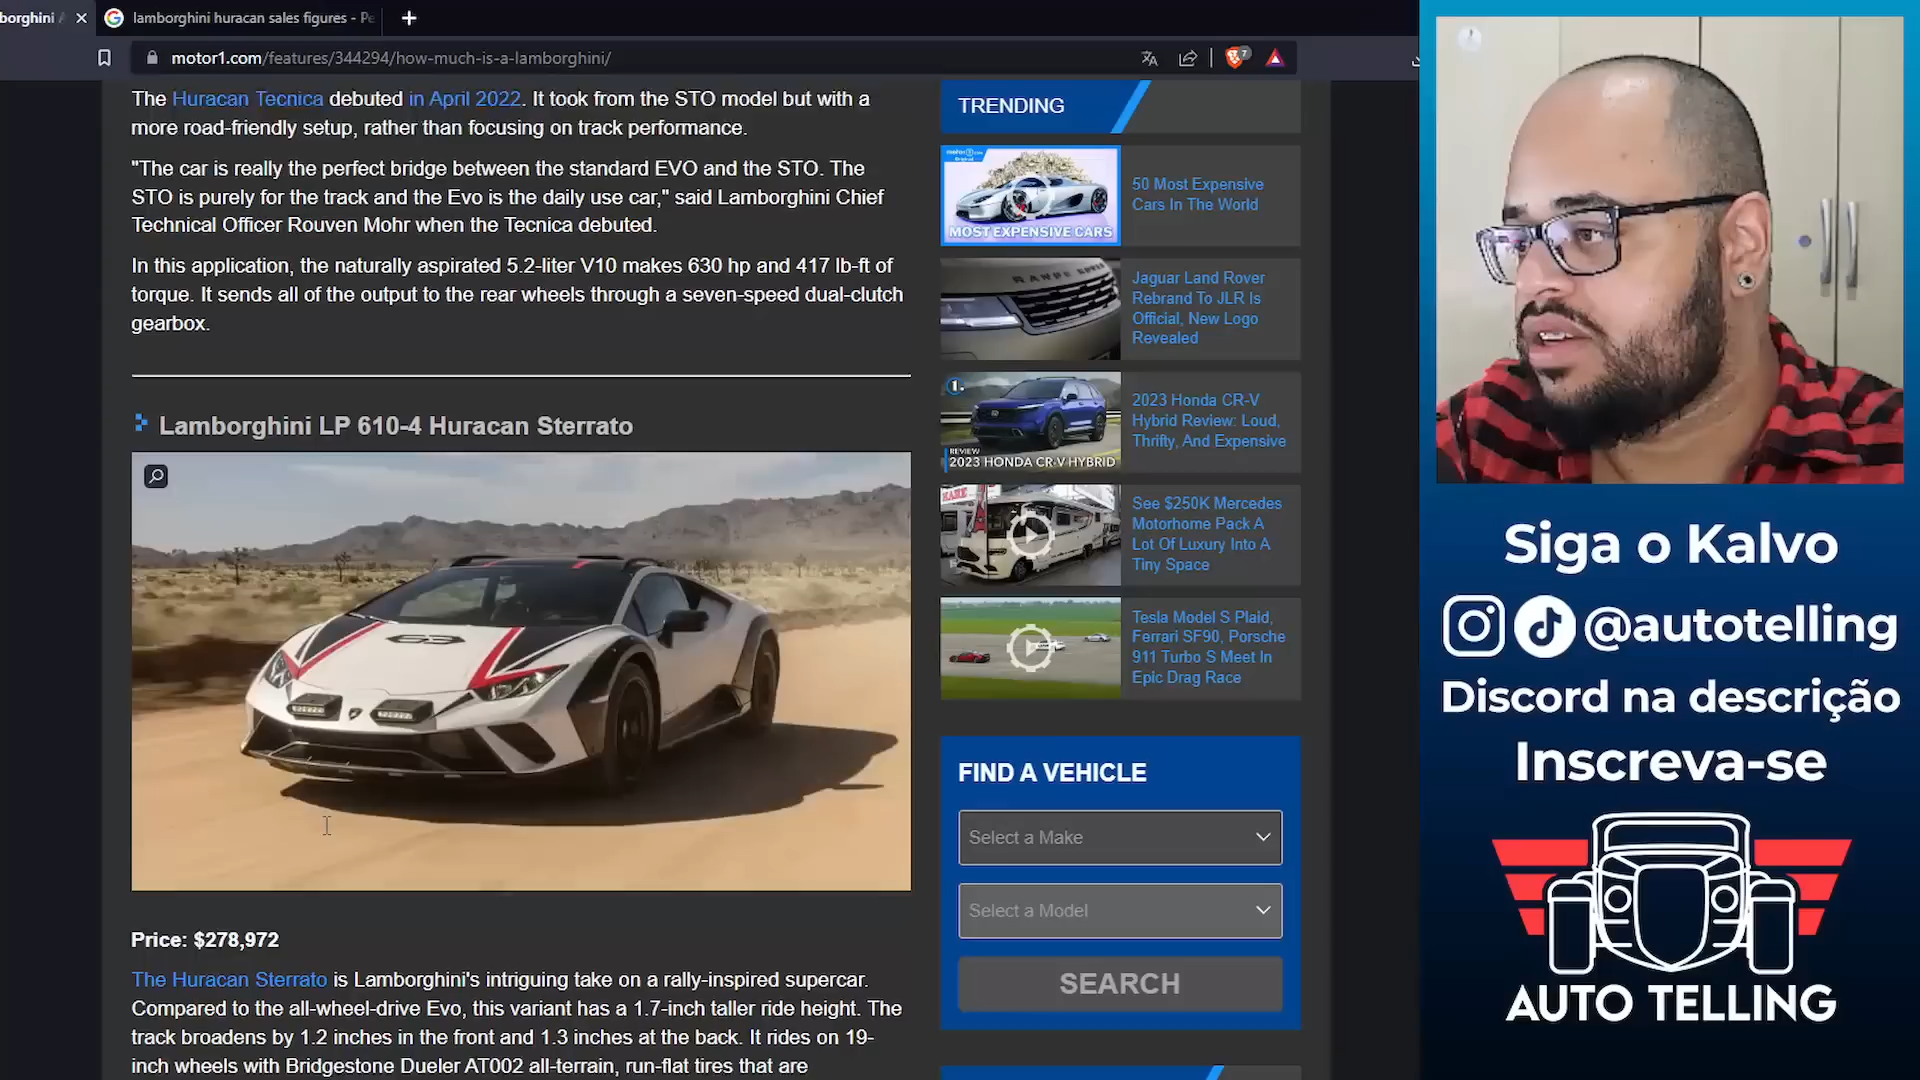 borghini
lamborghini huracan sales figures - Pe
motor1.com/features/344294/how-much-is-a-lamborghini/
7
The Huracan Tecnica debuted in April 2022. It took from the STO model but with a
more road-friendly setup, rather than focusing on track performance.
"The car is really the perfect bridge between the standard EVO and the STO. The
STO is purely for the track and the Evo is the daily use car," said Lamborghini Chief
Technical Officer Rouven Mohr when the Tecnica debuted.
In this application, the naturally aspirated 5.2-liter V10 makes 630 hp and 417 lb-ft of
torque. It sends all of the output to the rear wheels through a seven-speed dual-clutch
gearbox.
Lamborghini LP 610-4 Huracan Sterrato
63
Price: $278,972
The Huracan Sterrato is Lamborghini's intriguing take on a rally-inspired supercar.
Compared to the all-wheel-drive Evo, this variant has a 1.7-inch taller ride height. The
track broadens by 1.2 inches in the front and 1.3 inches at the back. It rides on 19-
inch wheels with Bridgestone Dueler AT002 all-terrain, run-flat tires that are
TRENDING
MOST EXPENSIVE CARS
50 Most Expensive
Cars In The World
RANGE ROVER
Jaguar Land Rover
Rebrand To JLR Is
Official, New Logo
Revealed
1.
REVIEW
2023 HONDA CR-V HYBRID
2023 Honda CR-V
Hybrid Review: Loud,
Thrifty, And Expensive
See $250K Mercedes
Motorhome Pack A
Lot Of Luxury Into A
Tiny Space
Tesla Model S Plaid,
Ferrari SF90, Porsche
911 Turbo S Meet In
Epic Drag Race
FIND A VEHICLE
Select a Make
Select a Model
SEARCH
Siga o Kalvo
@autotelling
Discord na descrição
Inscreva-se
AUTO TELLING